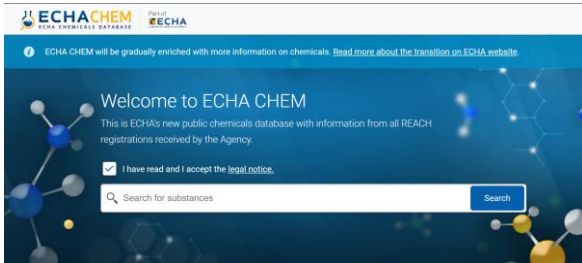 ECHACHEM
ECHA CHEMICALS DATABASE
Part of
ECHA
ECHA CHEM will be gradually enriched with more information on chemicals. Read more about the transition on ECHA website.
Welcome to ECHA CHEM
This is ECHA's new public chemicals database with information from all REACH
registrations received by the Agency.
I have read and I accept the legal notice.
Search for substances
Search